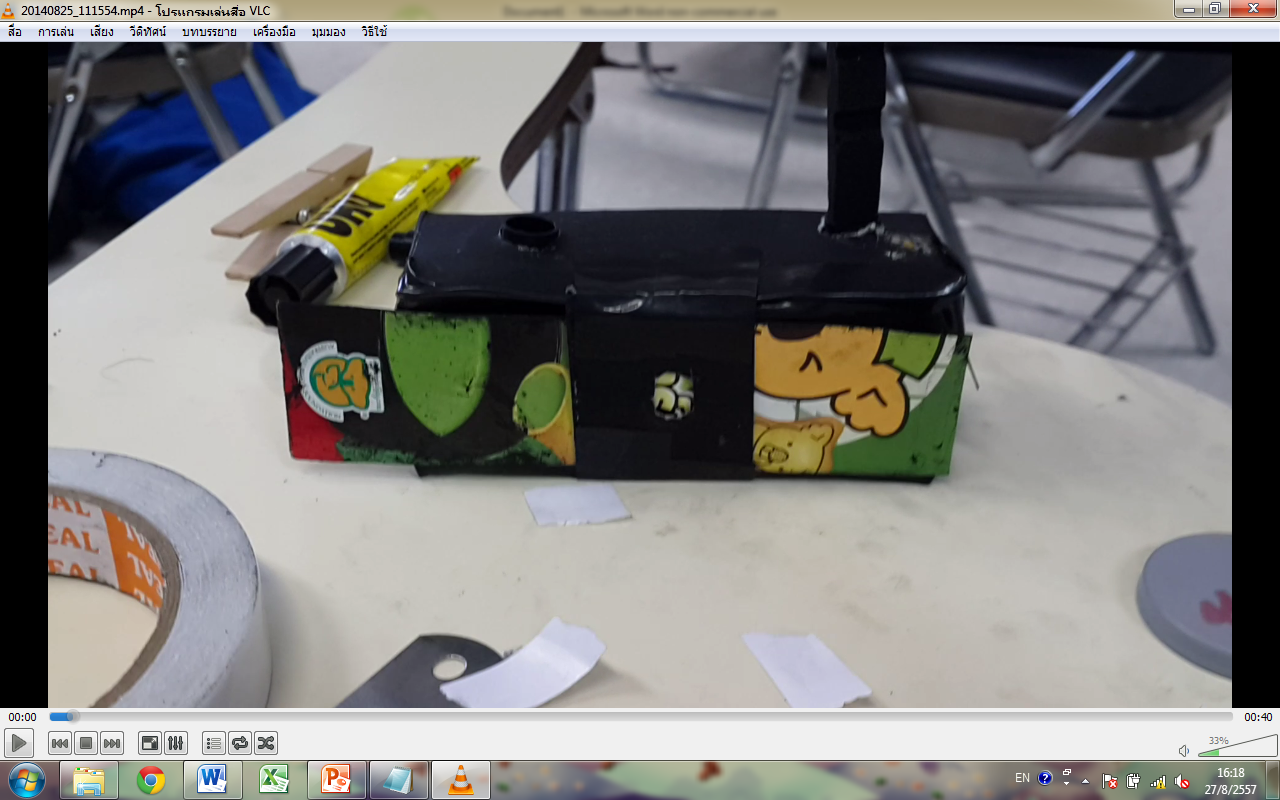 20140825_111554.mp4 - โปรแกรมเล่นสื่อ VLC
สื่อ การเล่น เสียง วีดิทัศน์ บทบรรยาย เครื่องมือ มุมมอง วิธีใช้
UHU
EAL
EAL
00:00
00:40
33%
EN
16:18
27/8/2557